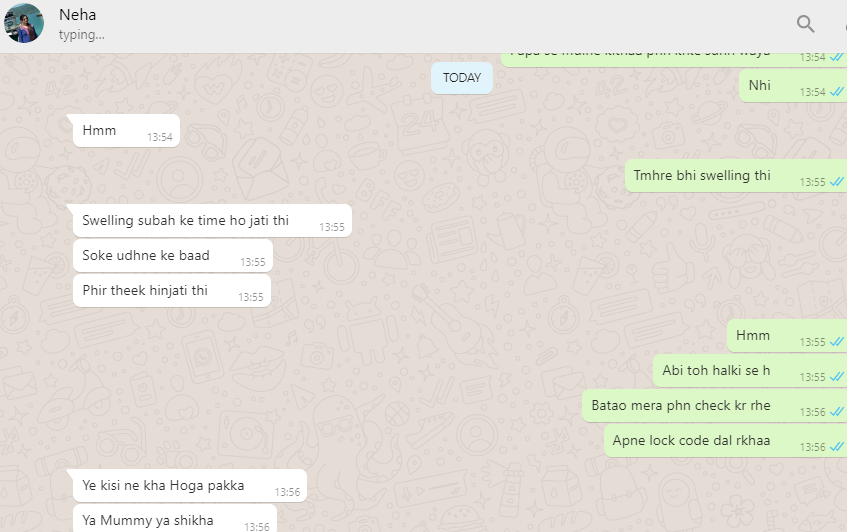 Neha
typing...
13:54
TODAY
Nhi 13:54
Hmm 13:54
Tmhre bhi swelling thi 13:55
Swelling subah ke time ho jati thi 13:55
Soke udhne ke baad 13:55
Phir theek hinjati thi 13:55
Hmm 13:55
Abi toh halki se h 13:55
Batao mera phn check kr rhe 13:56
Apne lock code dal rkhaa 13:56
Ye kisi ne kha Hoga pakka 13:56
Ya Mummy ya shikha 13:56